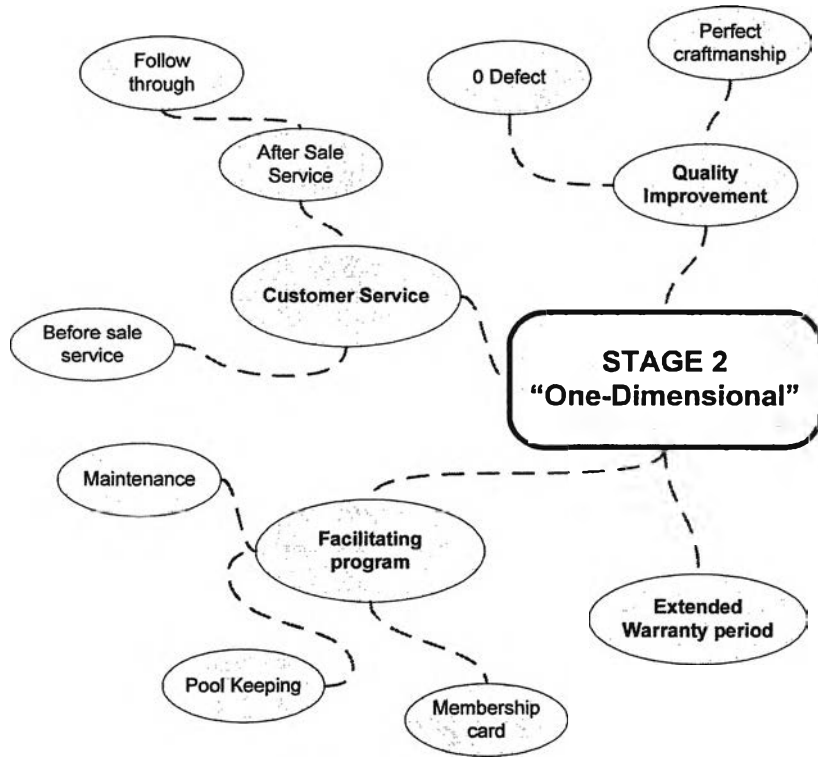 Perfect
craftmanship
Follow
through
0 Defect
After Sale
Service
Quality
Improvement
Customer Service
Before sale
service
STAGE 2
“One-Dimensional”
Maintenance
Facilitating
program
Extended
Warranty period
Pool Keeping
Membership
card